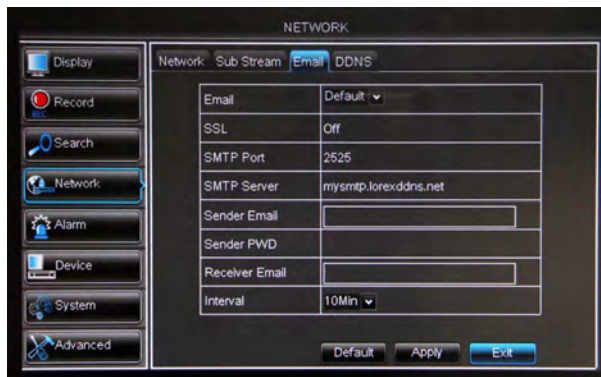 NETWORK
Display
Record
REC
Search
Network
Alarm
Device
System
Advanced
Network Sub Stream Email DDNS
Email Default
SSL Off
SMTP Port 2525
SMTP Server mysmtp.lorexddns.net
Sender Email
Sender PWD
Receiver Email
Interval 10Min
Default Apply Exit